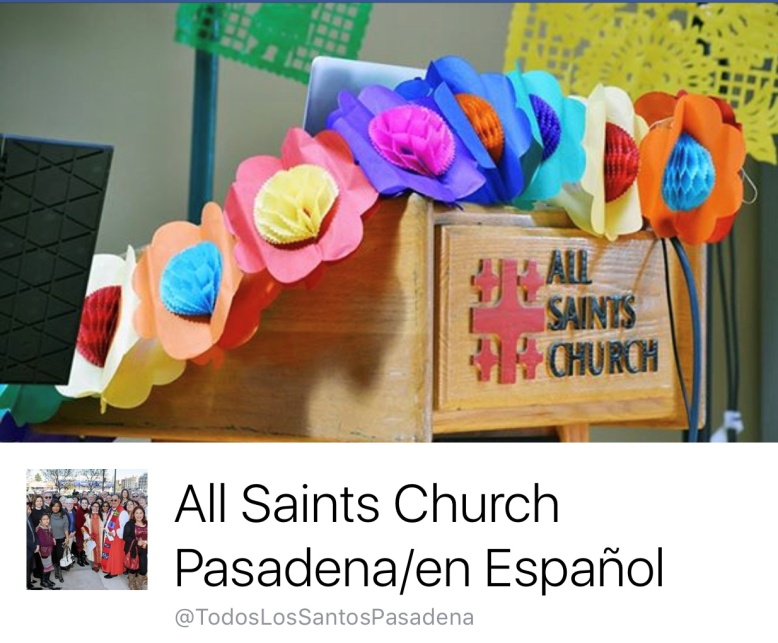 ALL
SAINTS
CHURCH
All Saints Church
Pasadena/en Español
@TodosLosSantosPasadena